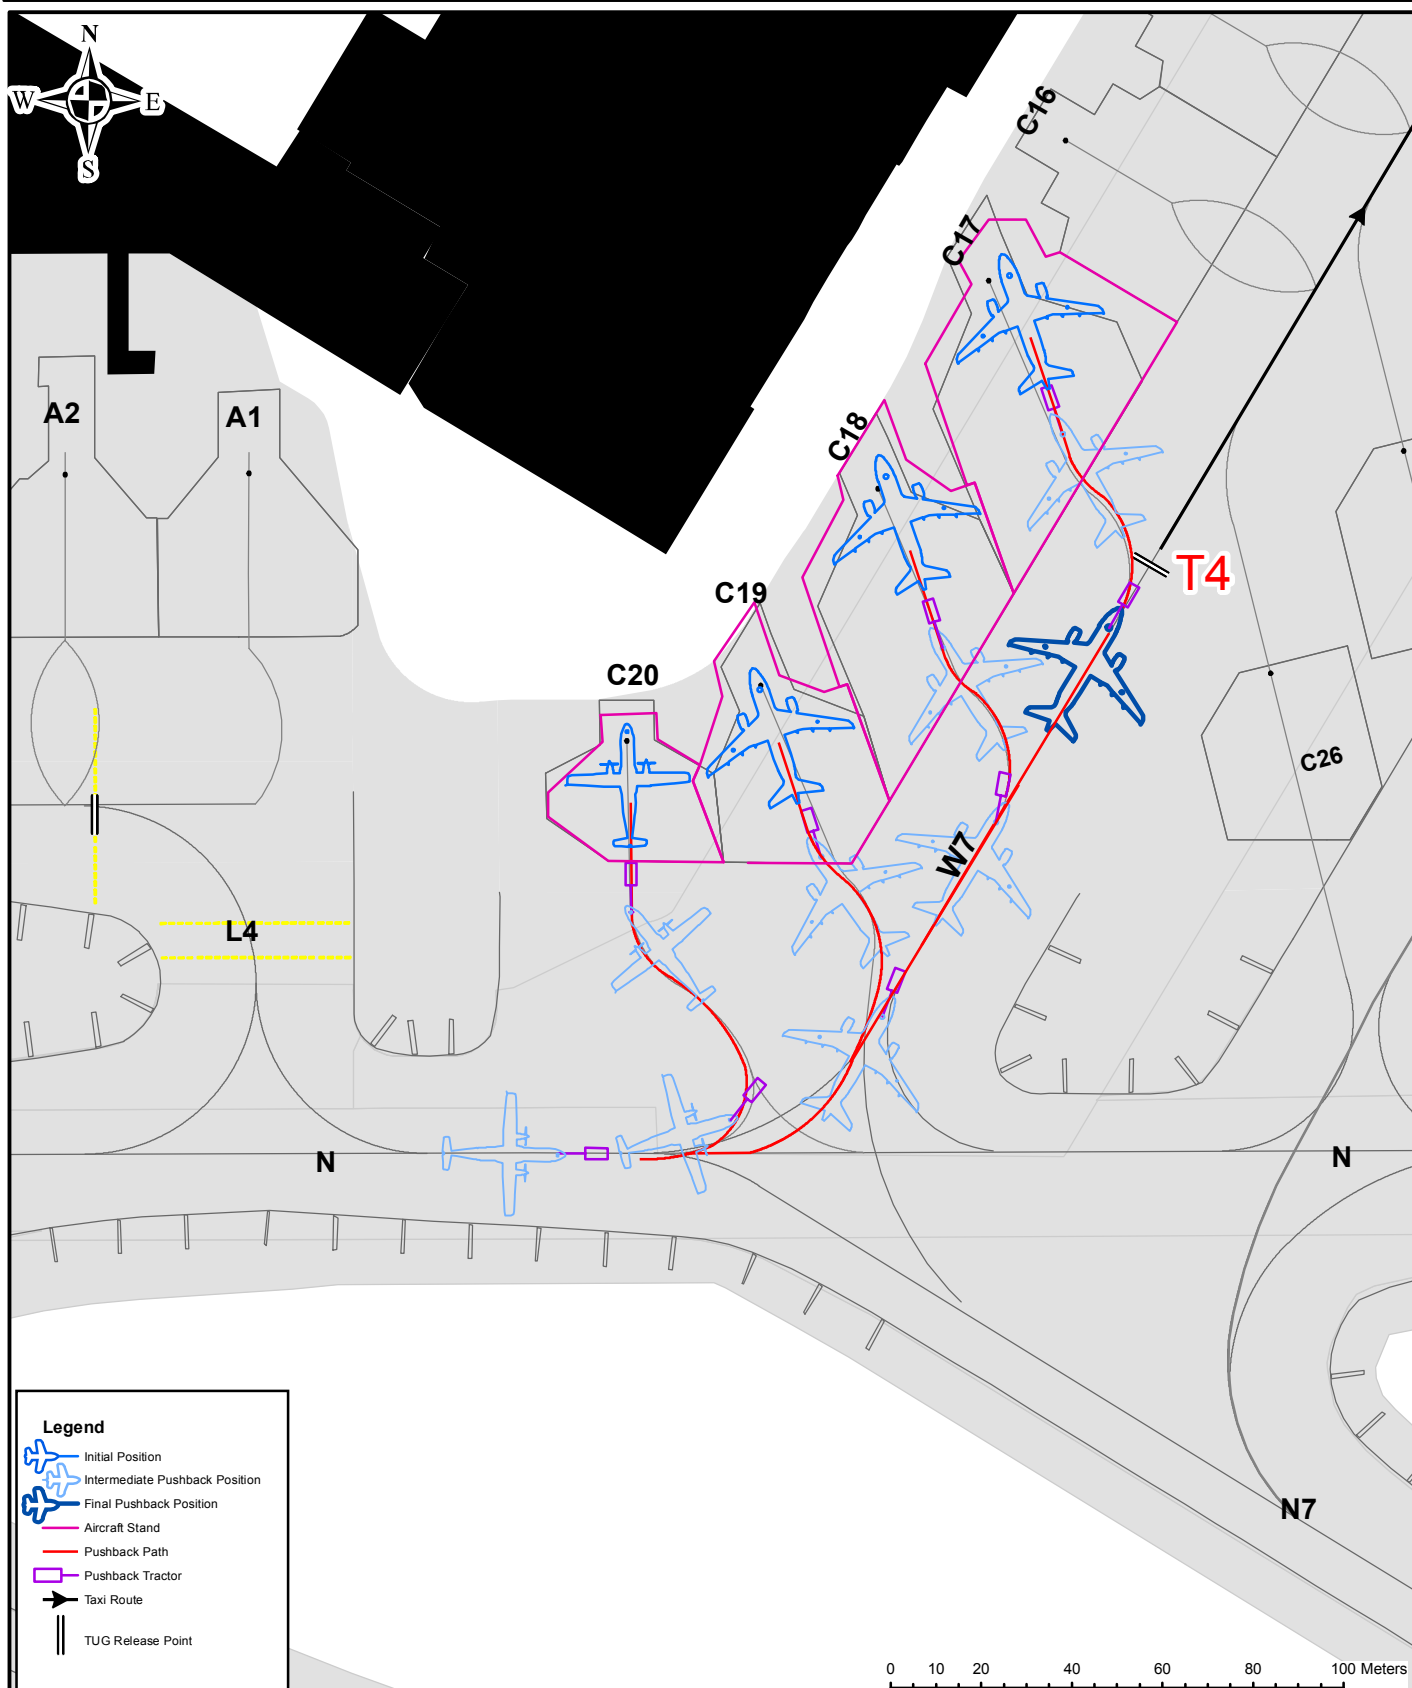 N
W E
S
C16
C17
A2
A1
C18
T4
C19
C20
C26
W7
L4
N
N
N7
Legend
Initial Position
Intermediate Pushback Position
Final Pushback Position
Aircraft Stand
Pushback Path
Pushback Tractor
Taxi Route
TUG Release Point
0 10 20 40 60 80 100 Meters